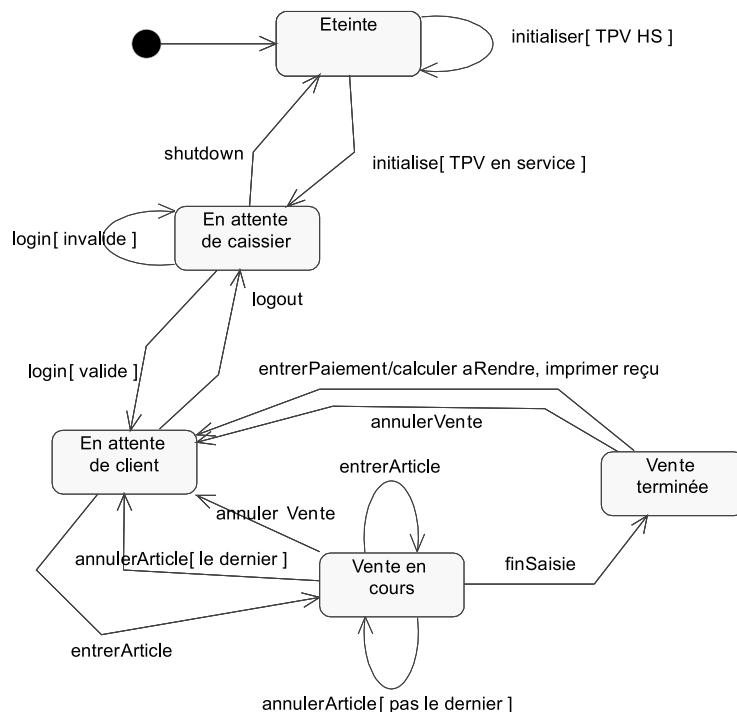 Eteinte
initialiser[ TPV HS ]
shutdown
initialise[ TPV en service ]
En attente
de caissier
login[ invalide ]
logout
login[ valide ]
entrerPaiement/calculer aRendre, imprimer reçu
En attente
de client
annulerVente
entrerArticle
Vente
terminée
annuler Vente
annulerArticle[ le dernier ]
Vente en
cours
finSaisie
entrerArticle
annulerArticle[ pas le dernier ]